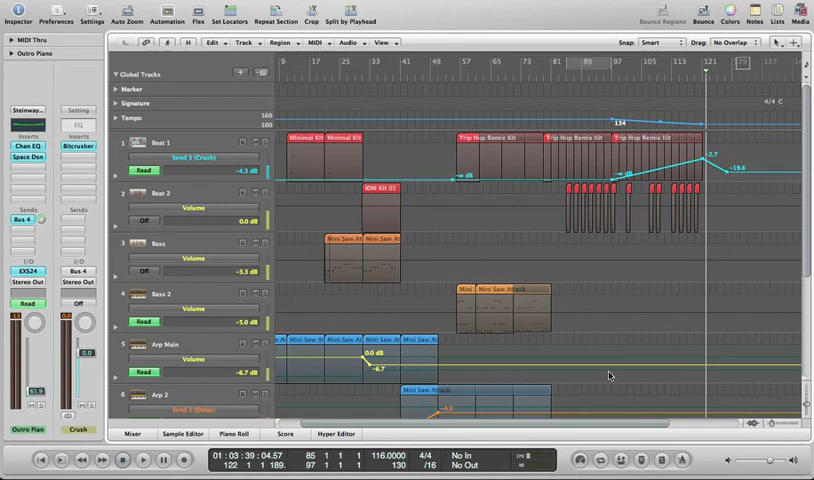 Inspector Preferences Settings Auto Zoom Automation Flex Set Locators Repeat Section Crop Split by Playhead Bounce Regions Bounce Colors Notes Lists Media
MIDI Thru
Outro Piano
Edit Track Region MIDI Audio View Snap: Smart Drag: No Overlap
Global Tracks
9 17 25 33 41 49 57 65 73 81 89 97 105 113 121 129 137 145
Marker
Signature 4/4 C
Tempo 160 100 134
Steinway... Setting
EQ
Inserts Inserts
Chan EQ Bitcrusher
Space Dsn
Sends Sends
Bus 4
I/O I/O
EXS24 Bus 4
Stereo Out Stereo Out
Read Off
0.0
Outro Pian Crush
M S M S
1 Beat 1
Send 3 (Crush)
Read -4.3 dB
Minimal Kit Minimal Kit Trip Hop Remix Kit Trip Hop Remix Kit Trip Hop Remix Kit
-∞ dB -∞ dB -2.7 -19.6
2 Beat 2
Volume
Off 0.0 dB
IDM Kit 01
3 Bass
Volume
Off -3.3 dB
Mini Saw At Mini Saw At
4 Bass 2
Volume
Read -5.0 dB
Mini Mini Saw Attack
5 Arp Main
Volume
Read -6.7 dB
Mini Saw At Mini Saw At Mini Saw At Mini Saw At
0.0 dB
-6.7
6 Arp 2
Send 2 (Delay)
Mini Saw Attack
-4.3
Mixer Sample Editor Piano Roll Score Hyper Editor
01:03:39:04.57 85 1 1 1 116.0000 4/4 No In CPU
122 1 1 189. 97 1 1 1 130 /16 No Out HD